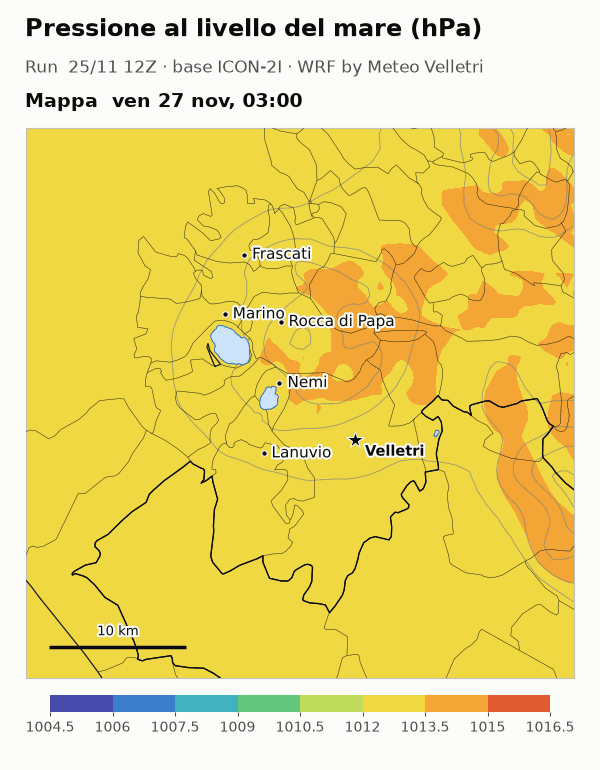 Pressione al livello del mare (hPa)
Run  25/11 12Z · base ICON-2I · WRF by Meteo Velletri
Mappa  ven 27 nov, 03:00
Frascati
Marino
Rocca di Papa
Nemi
Velletri
Lanuvio
10 km
1004.5 1006 1007.5 1009 1010.5 1012 1013.5 1015 1016.5